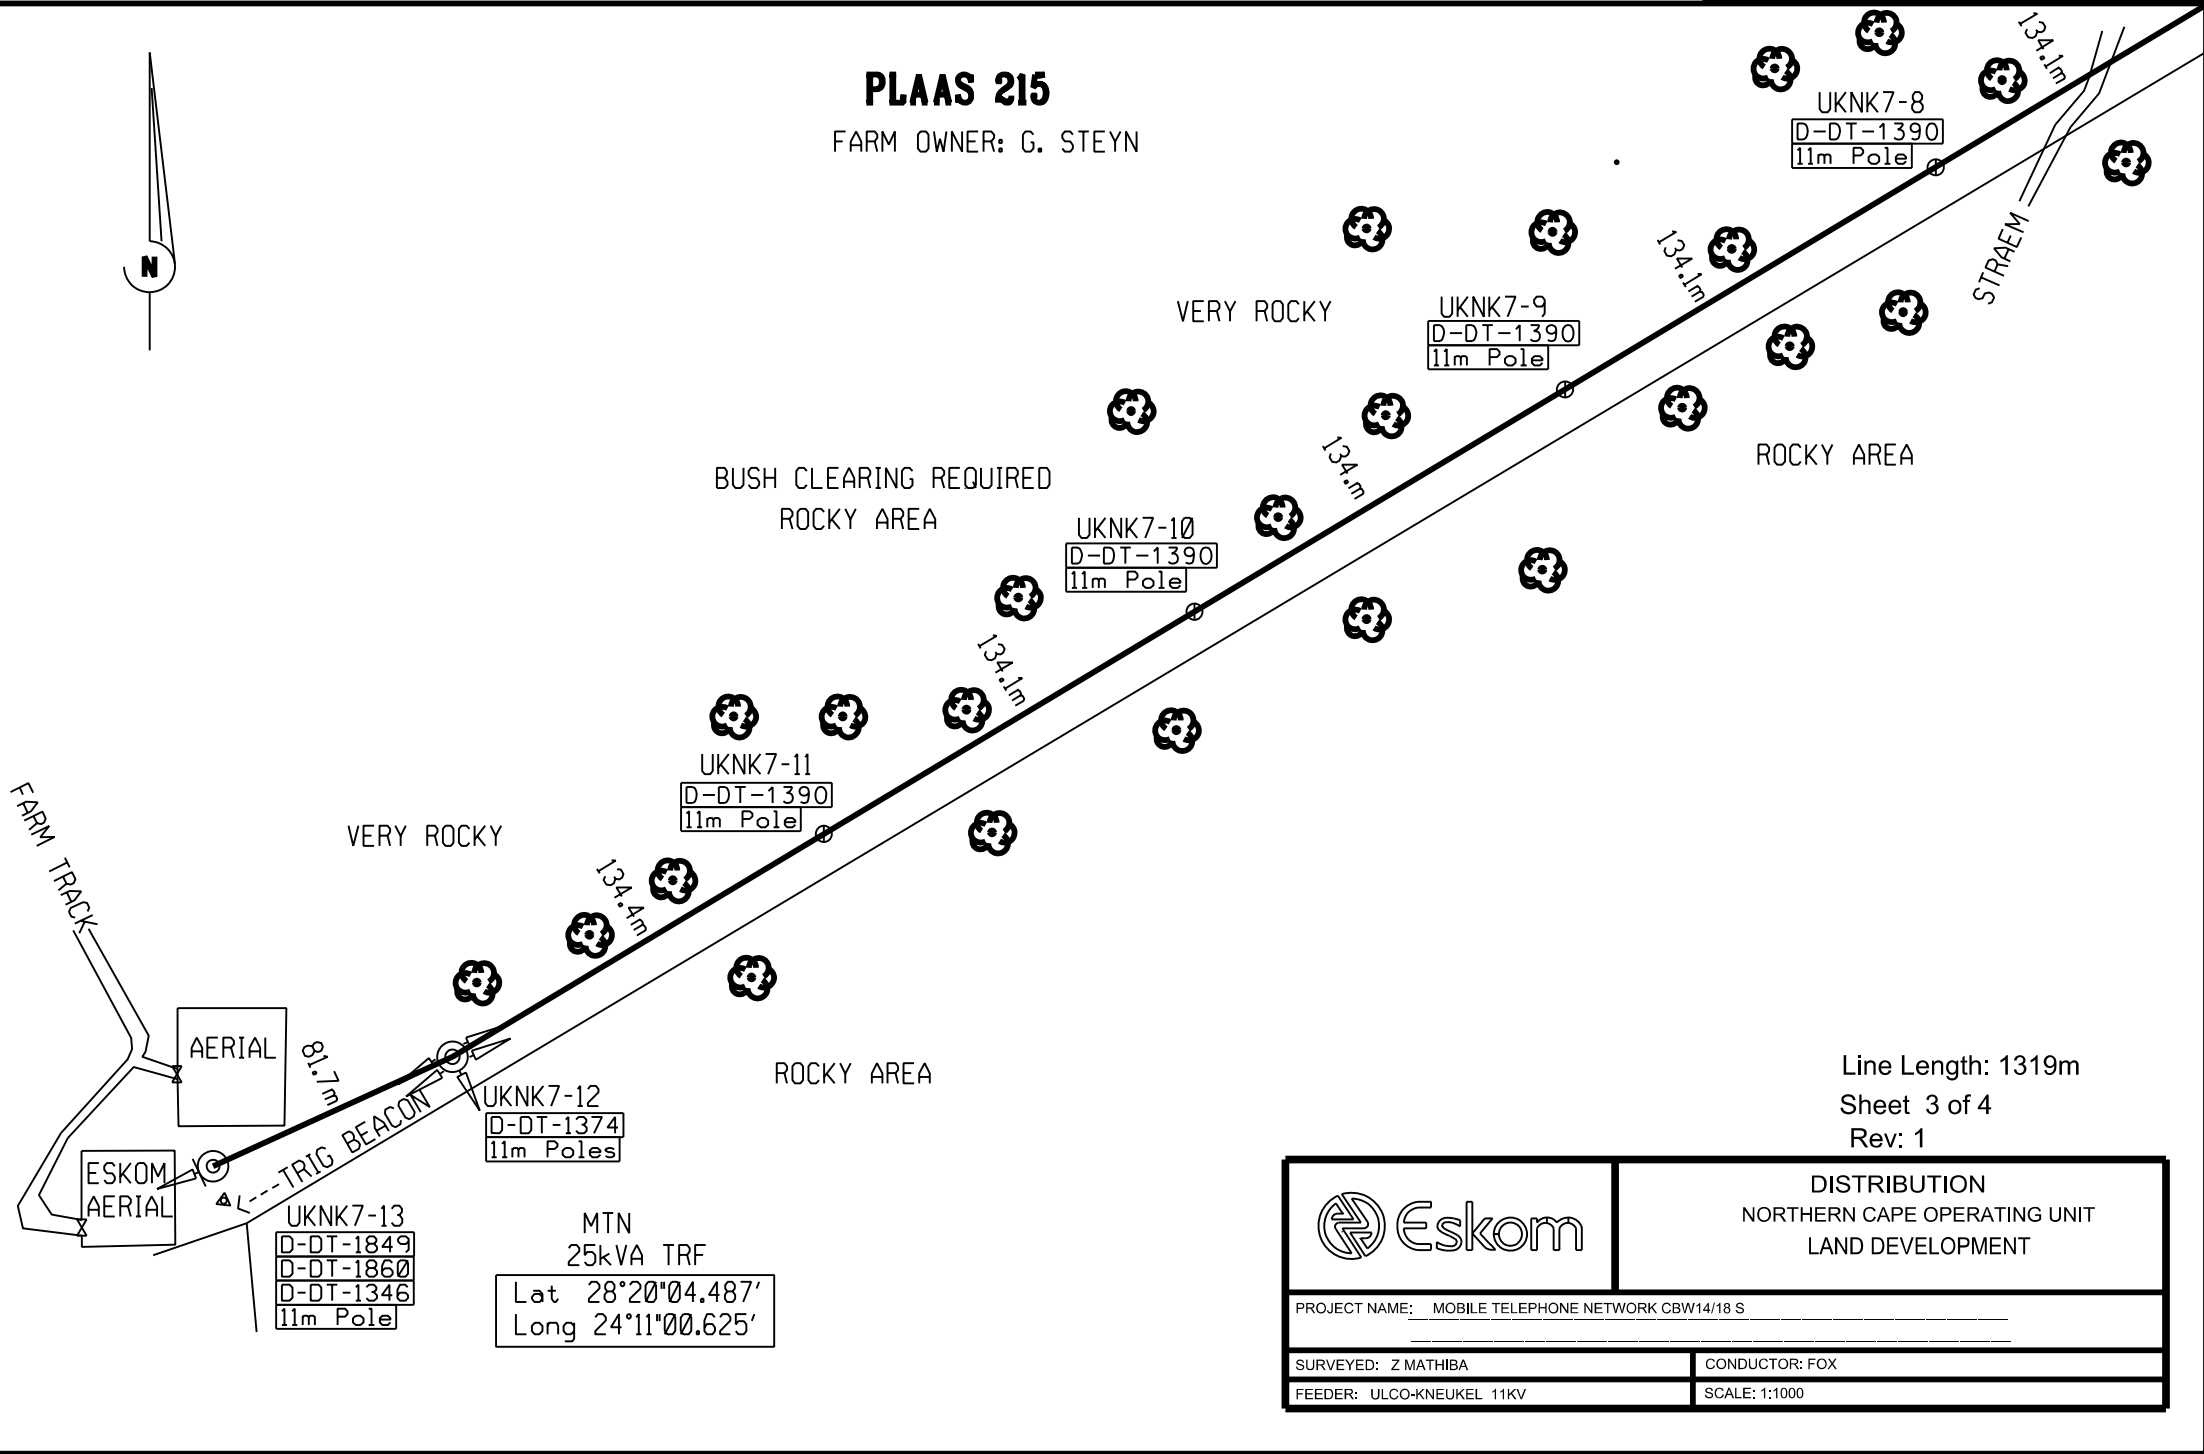 PLAAS 215
FARM OWNER: G. STEYN
N
134.1m
UKNK7-8
D-DT-1390
11m Pole
STRAEM
134.1m
VERY ROCKY
UKNK7-9
D-DT-1390
11m Pole
ROCKY AREA
134.m
BUSH CLEARING REQUIRED
ROCKY AREA
UKNK7-10
D-DT-1390
11m Pole
134.1m
UKNK7-11
D-DT-1390
11m Pole
VERY ROCKY
134.4m
FARM TRACK
AERIAL
81.7m
ROCKY AREA
UKNK7-12
D-DT-1374
11m Poles
TRIG BEACON
ESKOM
AERIAL
UKNK7-13
D-DT-1849
D-DT-1860
D-DT-1346
11m Pole
MTN
25kVA TRF
Lat 28°20"04.487'
Long 24°11"00.625'
Line Length: 1319m
Sheet 3 of 4
Rev: 1
Eskom
DISTRIBUTION
NORTHERN CAPE OPERATING UNIT
LAND DEVELOPMENT
PROJECT NAME: MOBILE TELEPHONE NETWORK CBW14/18 S
SURVEYED: Z MATHIBA
CONDUCTOR: FOX
FEEDER: ULCO-KNEUKEL 11KV
SCALE: 1:1000